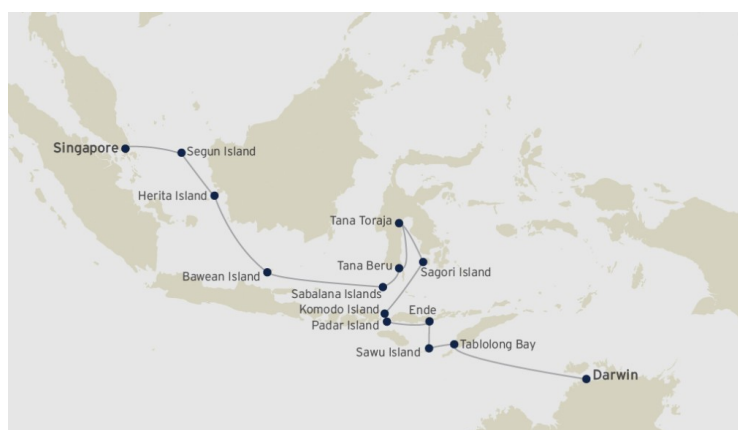 Singapore
Segun Island
Herita Island
Tana Toraja
Tana Beru
Sagori Island
Bawean Island
Sabalana Islands
Komodo Island
Ende
Padar Island
Sawu Island
Tablolong Bay
Darwin